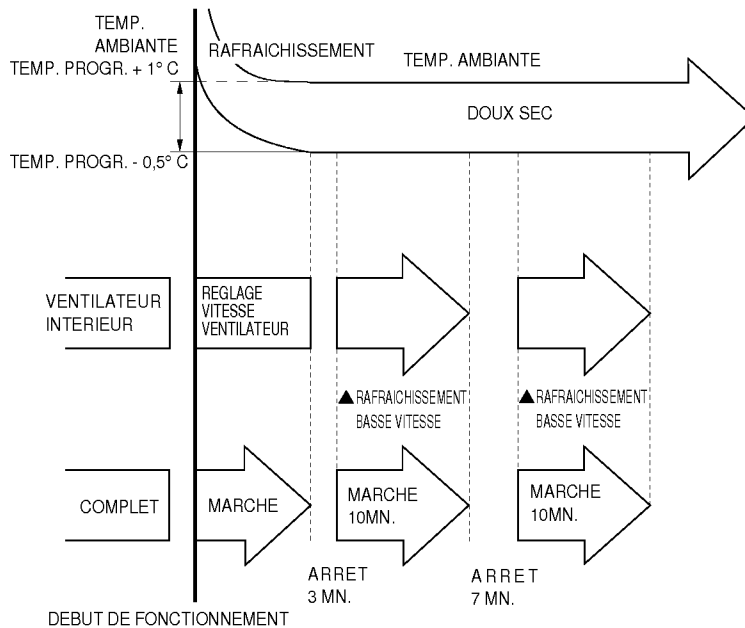 TEMP.
AMBIANTE
RAFRAICHISSEMENT
TEMP. AMBIANTE
TEMP. PROGR. + 1° C
DOUX SEC
TEMP. PROGR. - 0,5° C
VENTILATEUR
INTERIEUR
REGLAGE
VITESSE
VENTILATEUR
▲ RAFRAICHISSEMENT
BASSE VITESSE
▲ RAFRAICHISSEMENT
BASSE VITESSE
COMPLET
MARCHE
MARCHE
10MN.
MARCHE
10MN.
ARRET
3 MN.
ARRET
7 MN.
DEBUT DE FONCTIONNEMENT